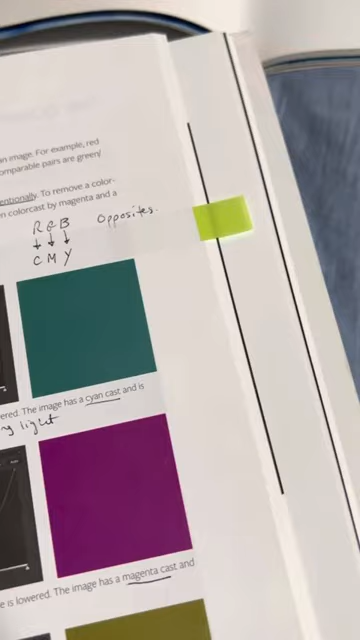 n image. For example, red
omparable pairs are green/
entionally. To remove a color-
n colorcast by magenta and a
R G B Opposites.
↓ ↓ ↓
C M Y
ered. The image has a cyan cast and is
g light
e is lowered. The image has a magenta cast and